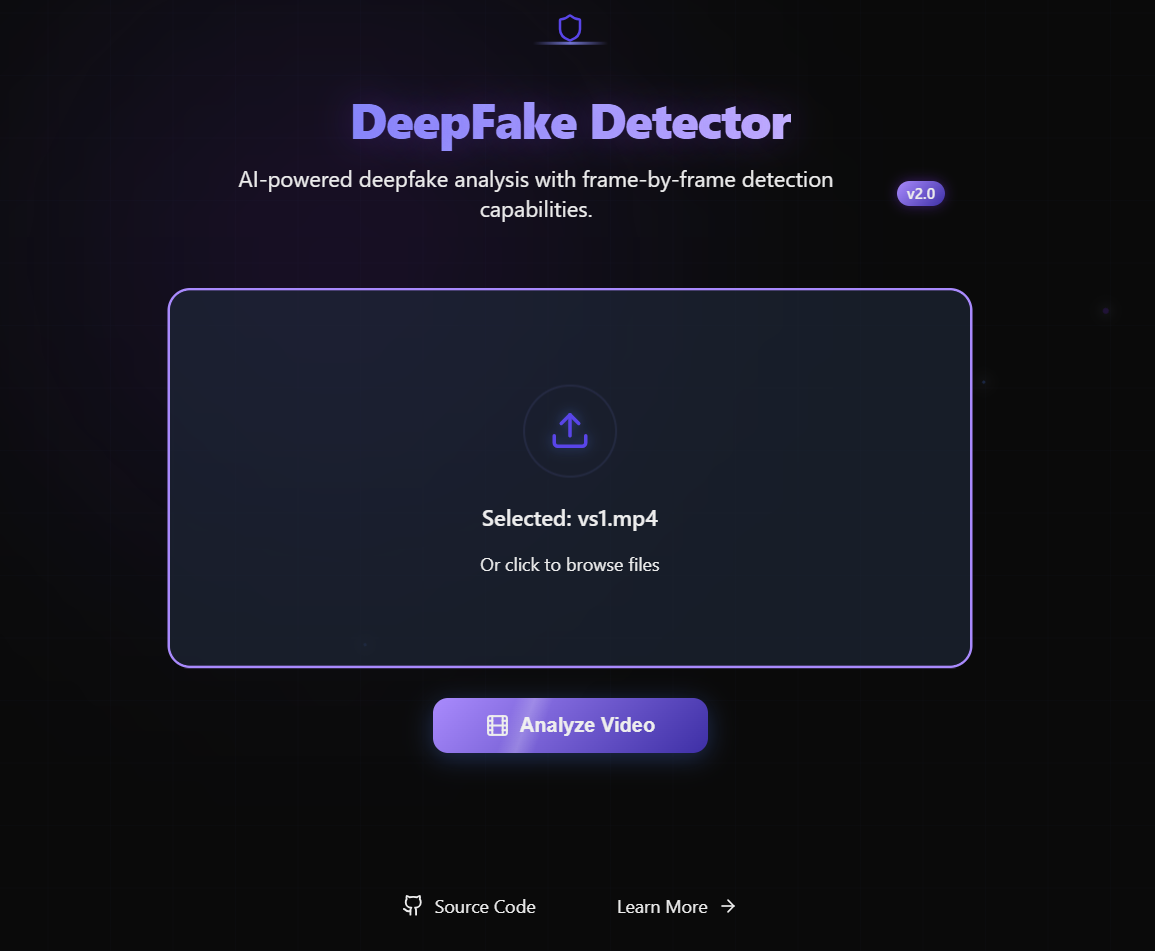 DeepFake Detector
AI-powered deepfake analysis with frame-by-frame detection
capabilities.
v2.0
Selected: vs1.mp4
Or click to browse files
Analyze Video
Source Code
Learn More